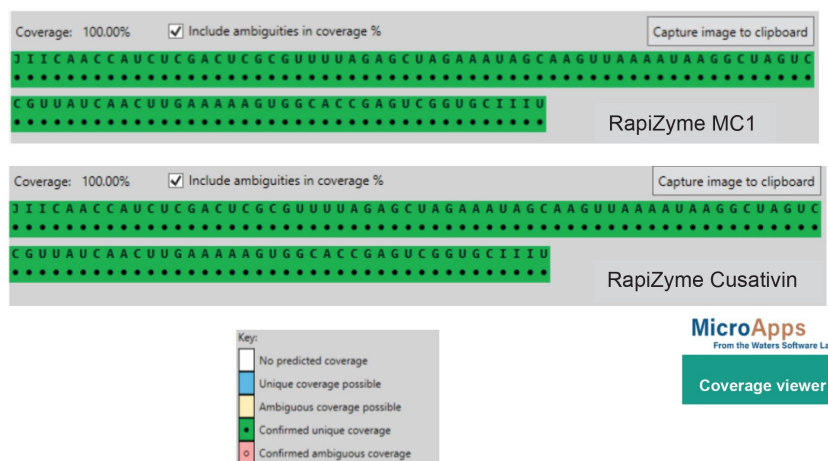 Coverage: 100.00% Include ambiguities in coverage % Capture image to clipboard
JIICAACCAUCUCGACUCGCGUUUUAGAGCUAGAAAUAGCAAGUUAAAAUAAGGCUAGUC
CGUUAUCAACUUGAAAAAGUGGCACCGAGUCGGUGCIIIU
RapiZyme MC1
Coverage: 100.00% Include ambiguities in coverage % Capture image to clipboard
JIICAACCAUCUCGACUCGCGUUUUAGAGCUAGAAAUAGCAAGUUAAAAUAAGGCUAGUC
CGUUAUCAACUUGAAAAAGUGGCACCGAGUCGGUGCIIIU
RapiZyme Cusativin
MicroApps
From the Waters Software La
Coverage viewer
Key:
No predicted coverage
Unique coverage possible
Ambiguous coverage possible
Confirmed unique coverage
Confirmed ambiguous coverage